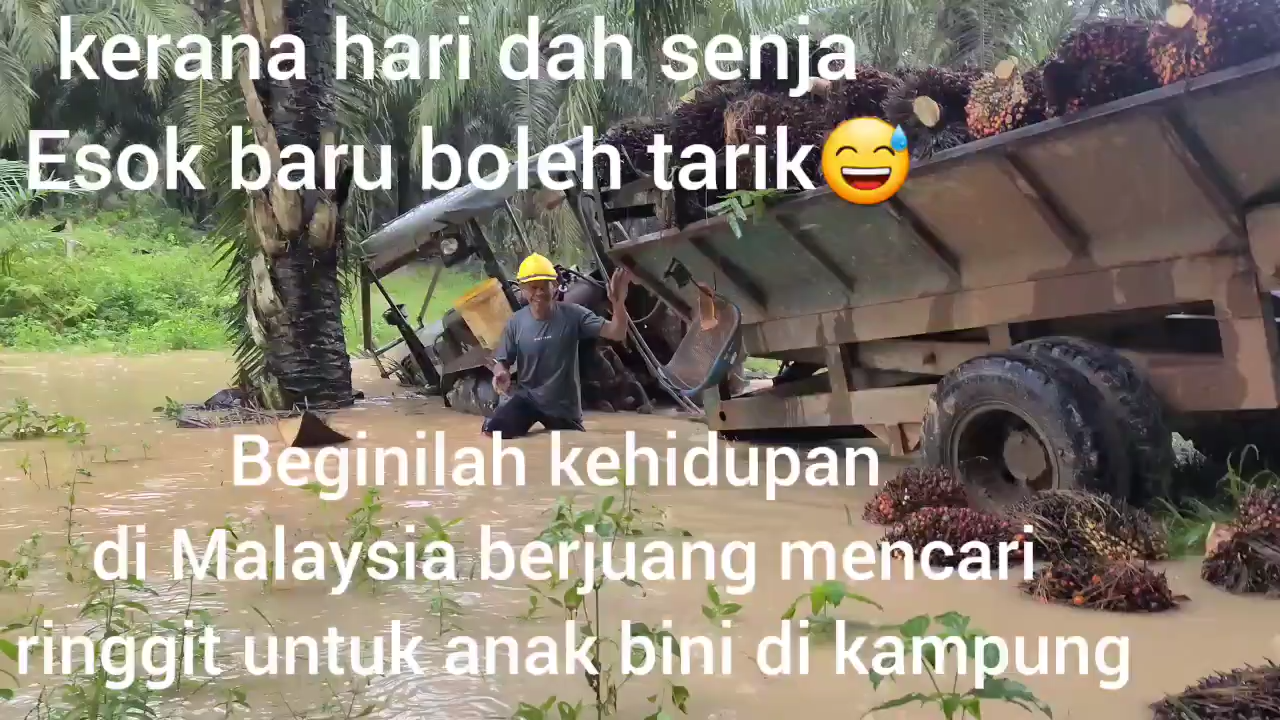 kerana hari dah senja
Esok baru boleh tarik😅
Beginilah kehidupan
di Malaysia berjuang mencari
ringgit untuk anak bini di kampung